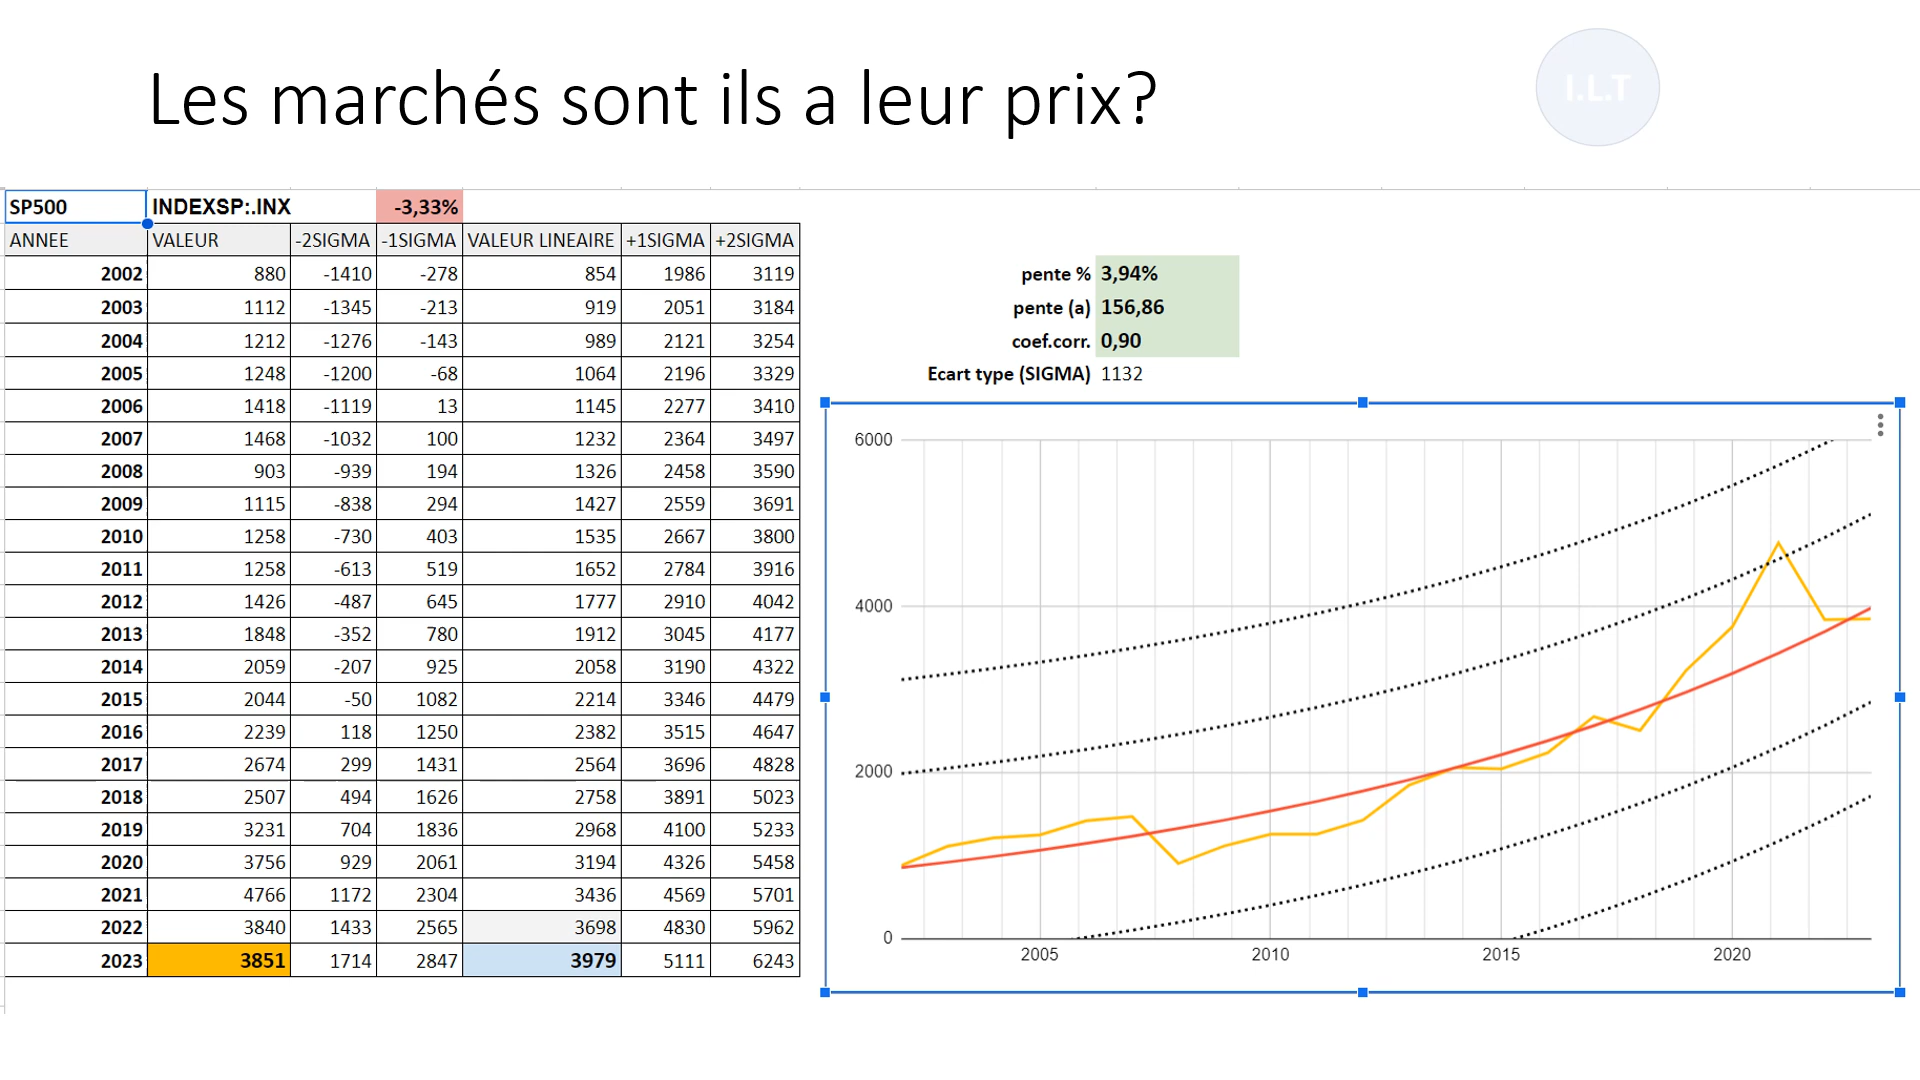 Les marchés sont ils a leur prix?
I.L.T
SP500 INDEXSP:.INX -3,33%
ANNEE VALEUR -2SIGMA -1SIGMA VALEUR LINEAIRE +1SIGMA +2SIGMA
2002 880 -1410 -278 854 1986 3119
2003 1112 -1345 -213 919 2051 3184
2004 1212 -1276 -143 989 2121 3254
2005 1248 -1200 -68 1064 2196 3329
2006 1418 -1119 13 1145 2277 3410
2007 1468 -1032 100 1232 2364 3497
2008 903 -939 194 1326 2458 3590
2009 1115 -838 294 1427 2559 3691
2010 1258 -730 403 1535 2667 3800
2011 1258 -613 519 1652 2784 3916
2012 1426 -487 645 1777 2910 4042
2013 1848 -352 780 1912 3045 4177
2014 2059 -207 925 2058 3190 4322
2015 2044 -50 1082 2214 3346 4479
2016 2239 118 1250 2382 3515 4647
2017 2674 299 1431 2564 3696 4828
2018 2507 494 1626 2758 3891 5023
2019 3231 704 1836 2968 4100 5233
2020 3756 929 2061 3194 4326 5458
2021 4766 1172 2304 3436 4569 5701
2022 3840 1433 2565 3698 4830 5962
2023 3851 1714 2847 3979 5111 6243
pente % 3,94%
pente (a) 156,86
coef.corr. 0,90
Ecart type (SIGMA) 1132
6000
4000
2000
0
2005 2010 2015 2020